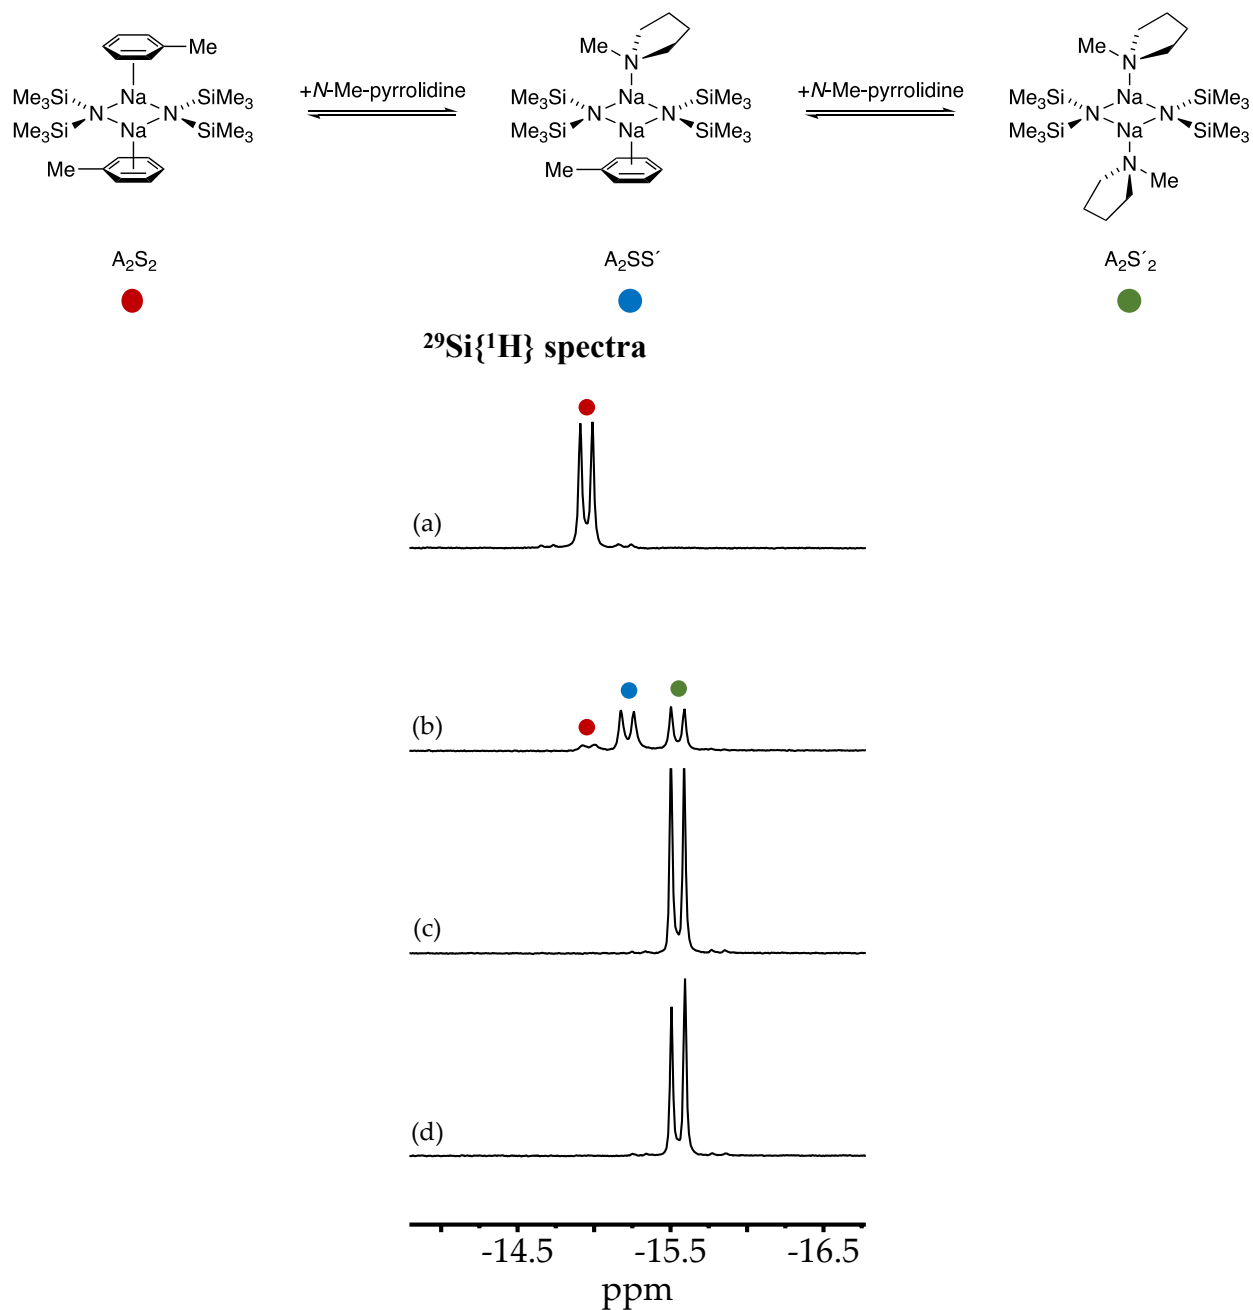 Me
Me
Me3Si
SiMe3
Na
N
N
Me3Si
SiMe3
Na
Me
+N-Me-pyrrolidine
Me
N
Me3Si
SiMe3
Na
N
N
Me3Si
SiMe3
Na
Me
+N-Me-pyrrolidine
Me
N
Me3Si
SiMe3
Na
N
N
Me3Si
SiMe3
Na
N
Me
A2S2
A2SS´
A2S´2
29Si{1H} spectra
(a)
(b)
(c)
(d)
-14.5 -15.5 -16.5
ppm